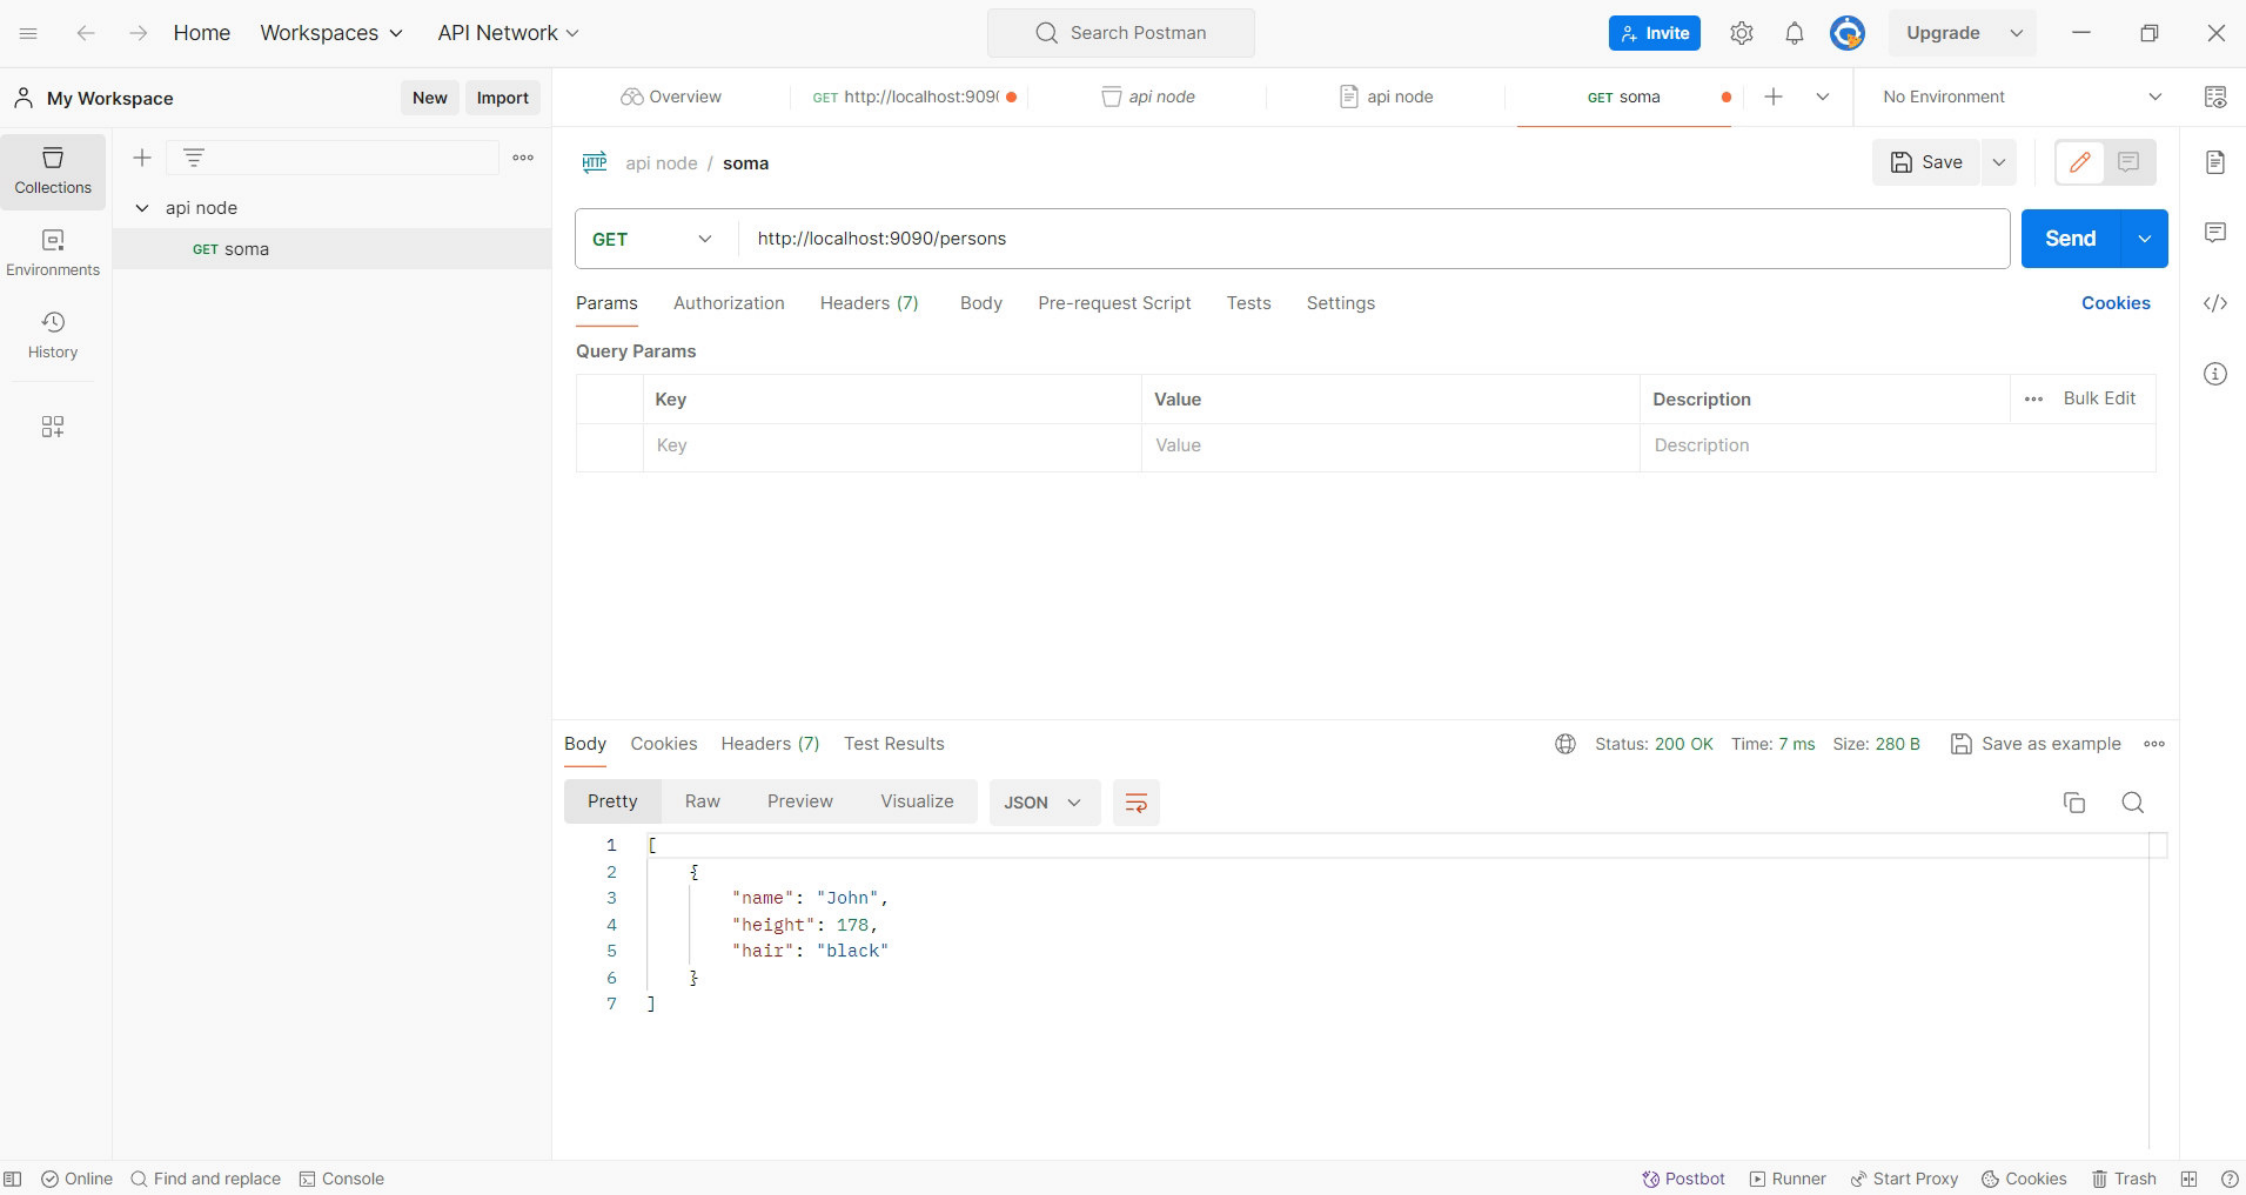 Home Workspaces API Network Search Postman Invite Upgrade
My Workspace New Import Overview GET http://localhost:909 api node api node GET soma No Environment
Collections
Environments
History
api node
GET soma
HTTP api node / soma Save
GET http://localhost:9090/persons Send
Params Authorization Headers (7) Body Pre-request Script Tests Settings Cookies
Query Params
Key Value Description Bulk Edit
Key Value Description
Body Cookies Headers (7) Test Results Status: 200 OK Time: 7 ms Size: 280 B Save as example
Pretty Raw Preview Visualize JSON
1 [
2 {
3 "name": "John",
4 "height": 178,
5 "hair": "black"
6 }
7 ]
Online Find and replace Console Postbot Runner Start Proxy Cookies Trash